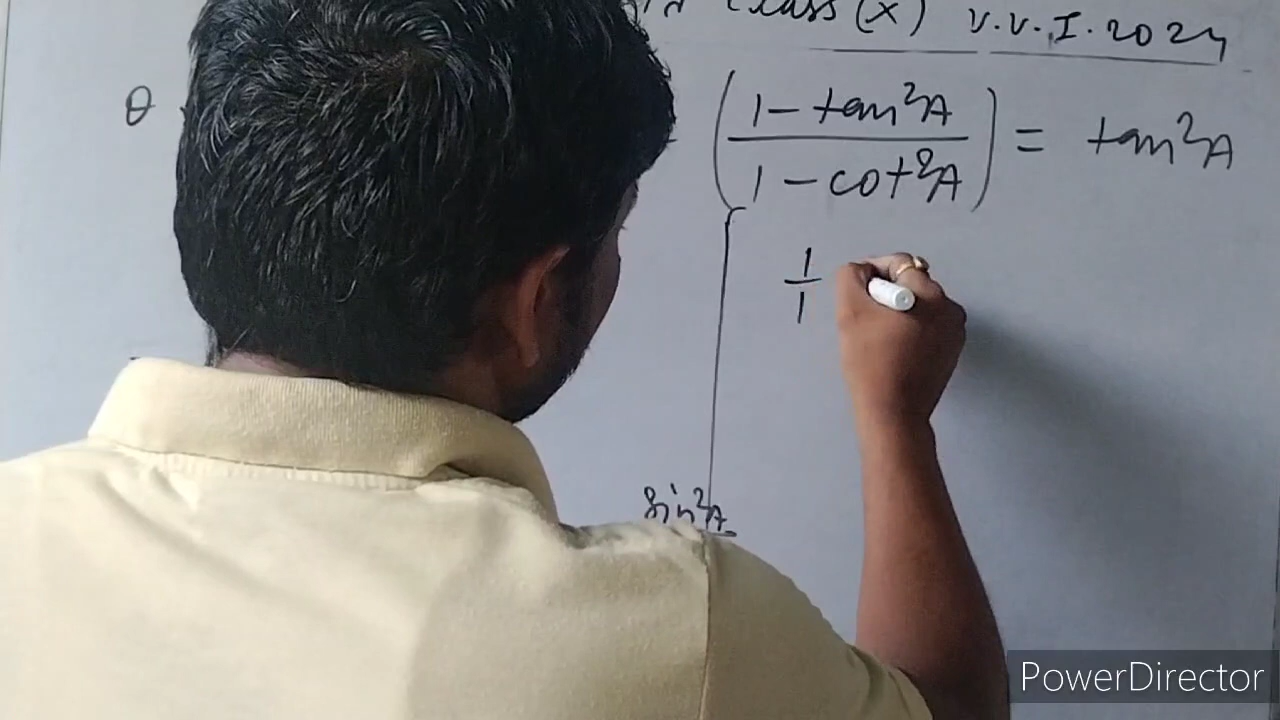 Class (X) V.V.I. 2024
θ
(1 - tan²A / 1 - cot²A) = tan²A
1/1
sin²A
PowerDirector